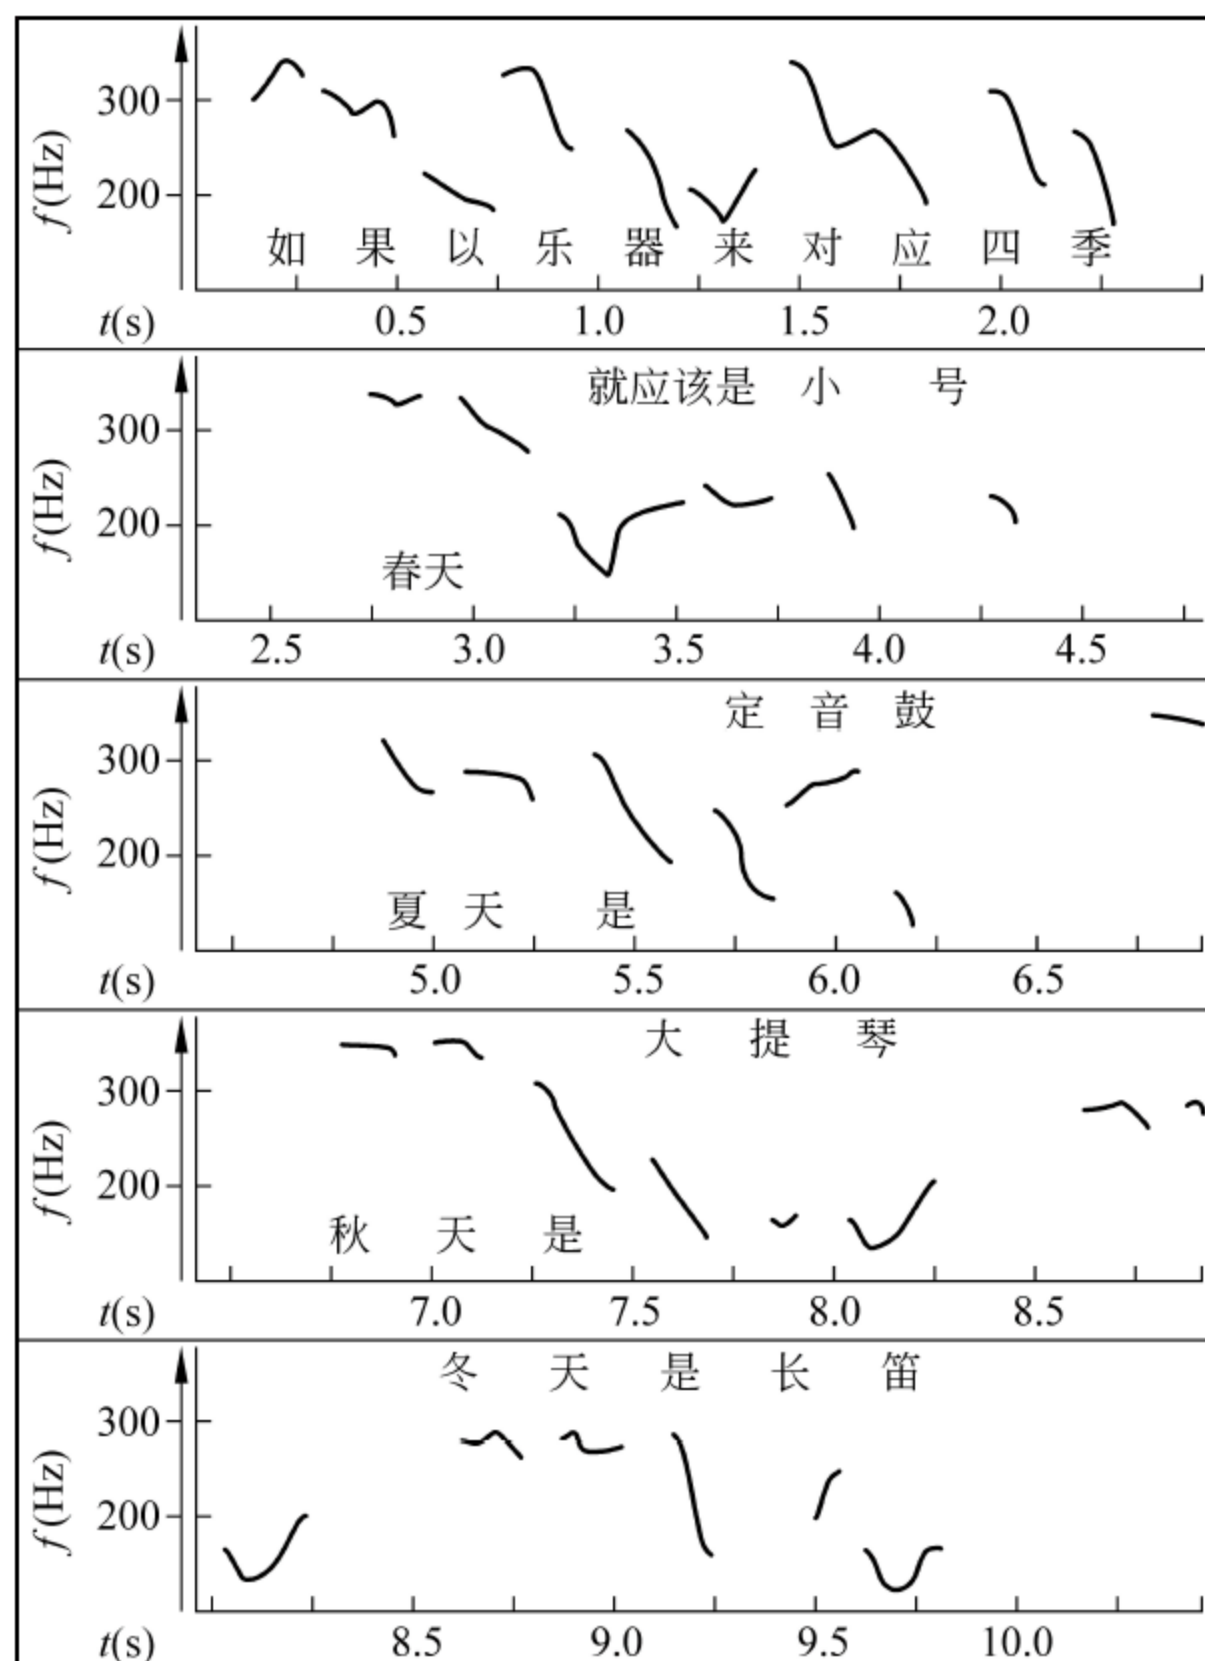 f(Hz)
300
200
如果以乐器来对应四季
t(s) 0.5 1.0 1.5 2.0
就应该是小号
f(Hz)
300
200
春天
t(s) 2.5 3.0 3.5 4.0 4.5
定音鼓
f(Hz)
300
200
夏天是
t(s) 5.0 5.5 6.0 6.5
大提琴
f(Hz)
300
200
秋天是
t(s) 7.0 7.5 8.0 8.5
冬天是长笛
f(Hz)
300
200
t(s) 8.5 9.0 9.5 10.0